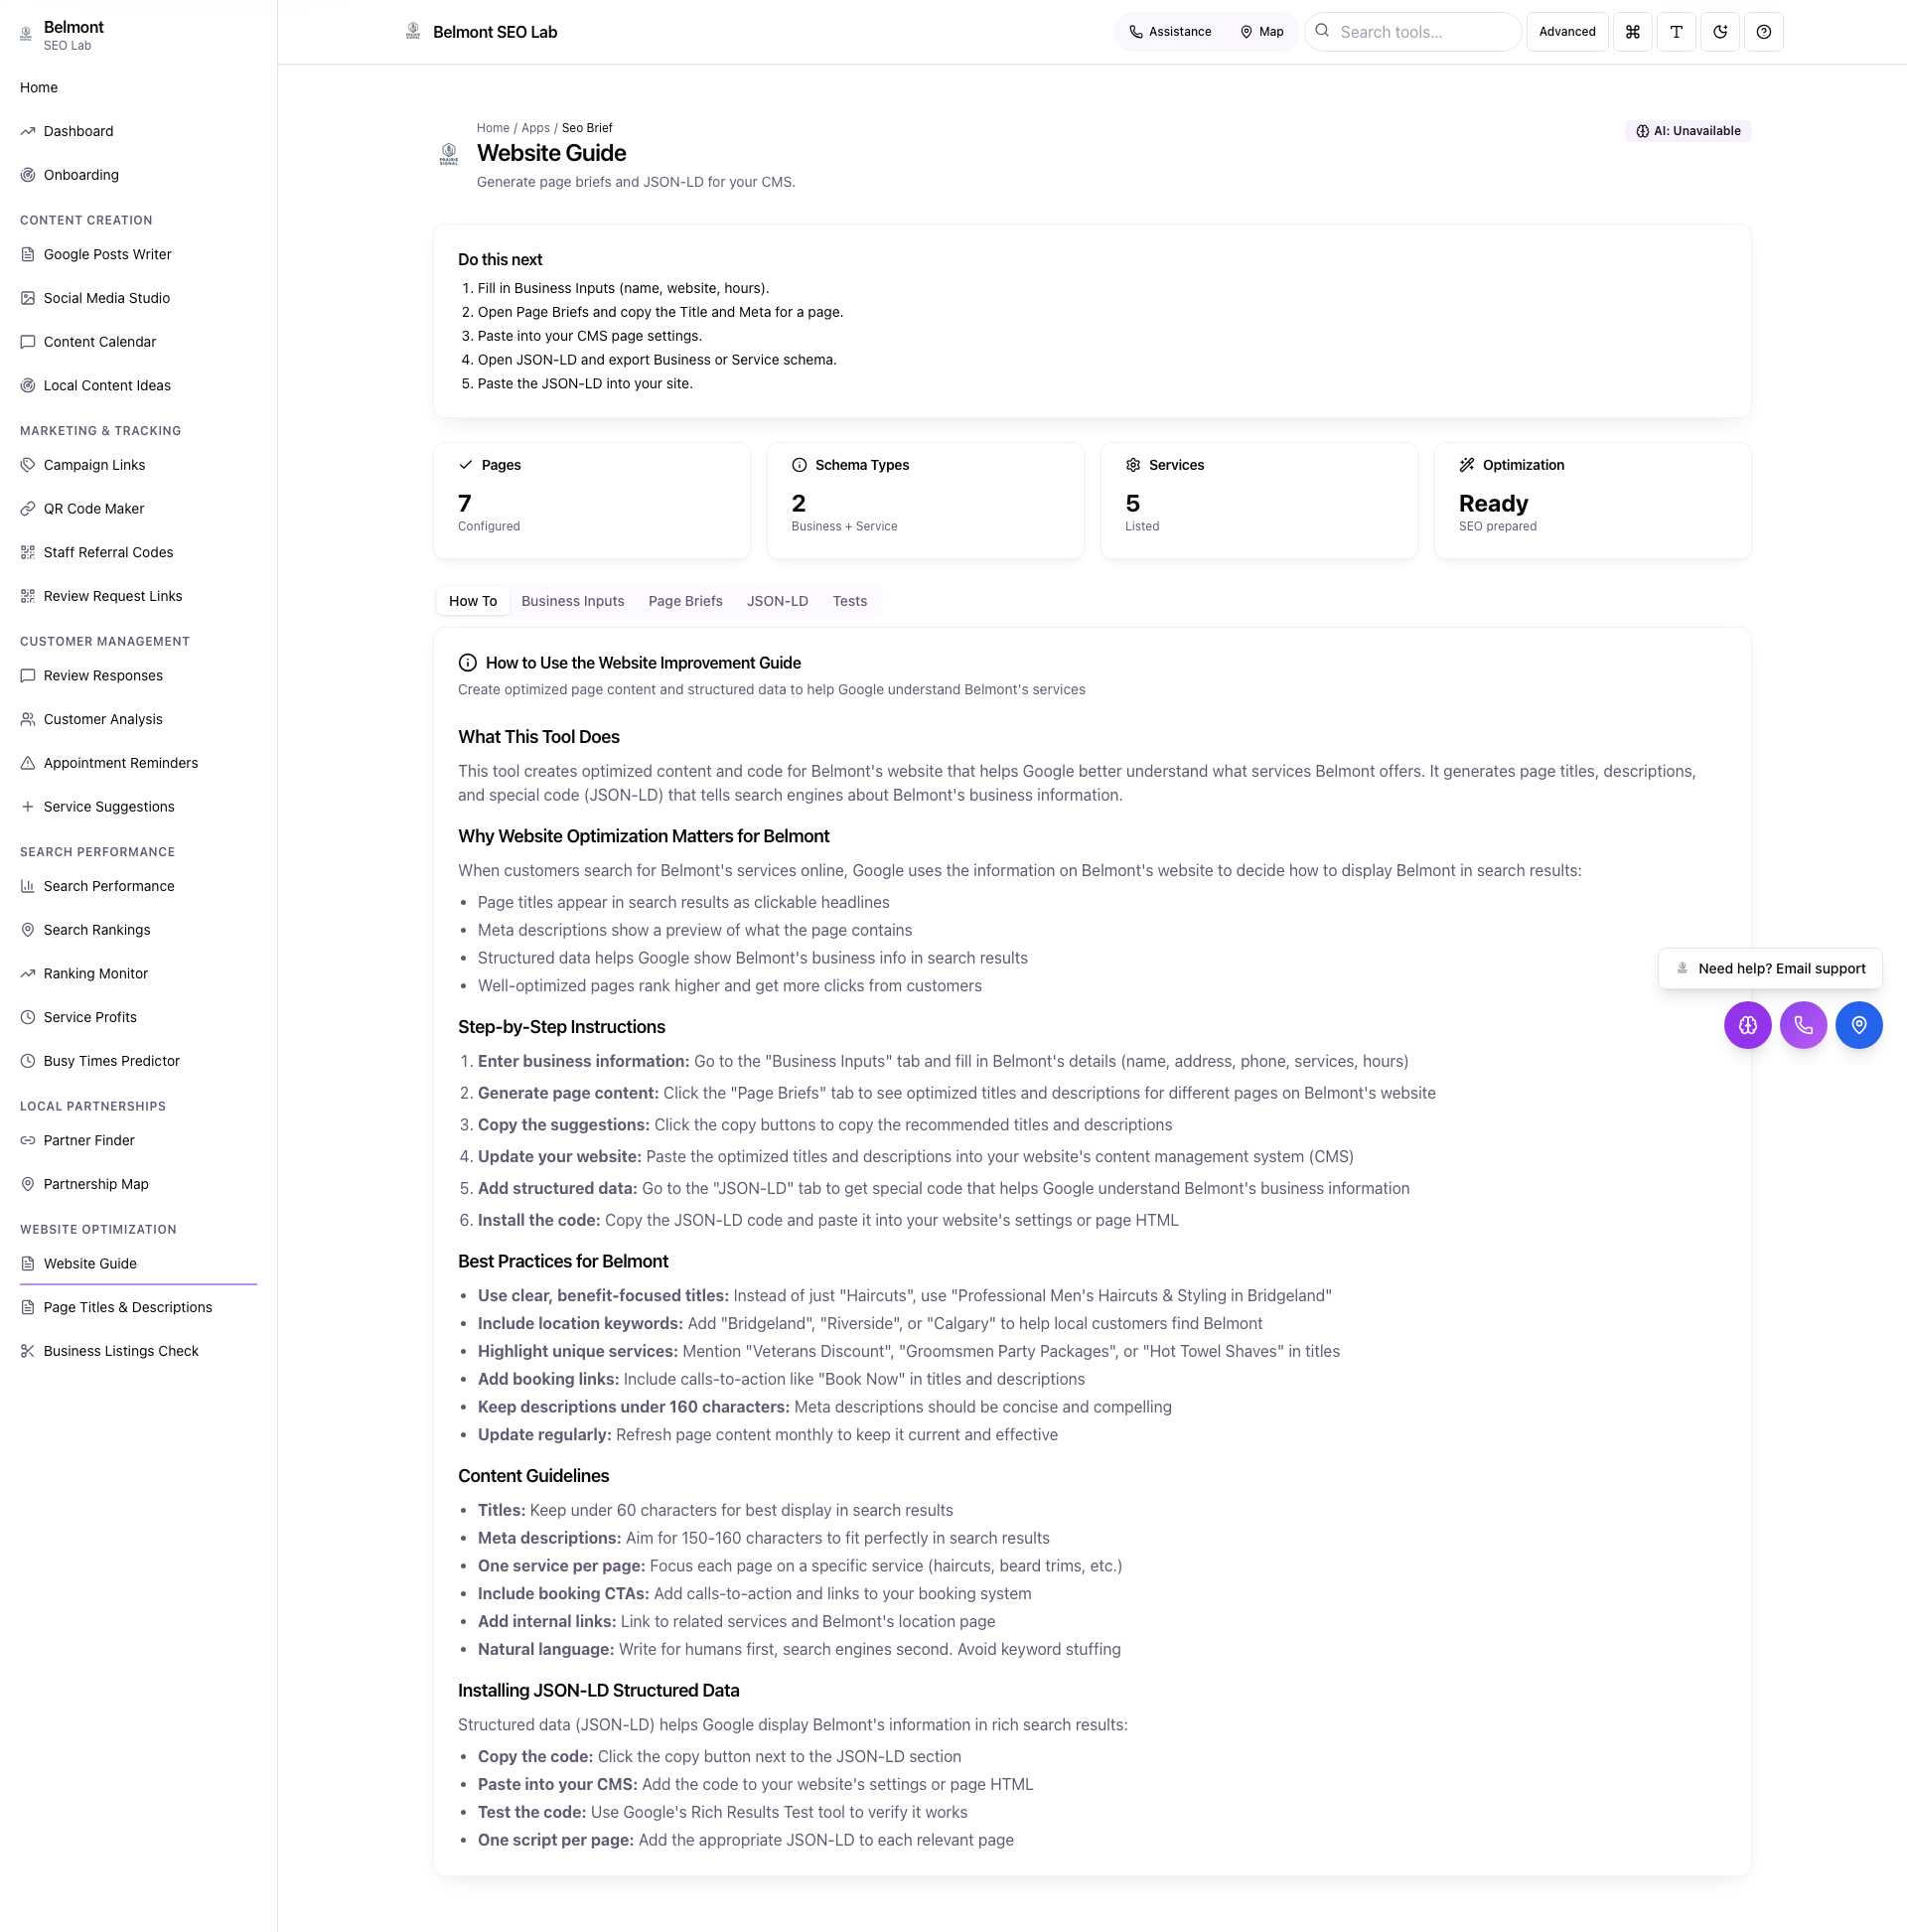 Belmont
SEO Lab
Home
Dashboard
Onboarding
CONTENT CREATION
Google Posts Writer
Social Media Studio
Content Calendar
Local Content Ideas
MARKETING & TRACKING
Campaign Links
QR Code Maker
Staff Referral Codes
Review Request Links
CUSTOMER MANAGEMENT
Review Responses
Customer Analysis
Appointment Reminders
Service Suggestions
SEARCH PERFORMANCE
Search Performance
Search Rankings
Ranking Monitor
Service Profits
Busy Times Predictor
LOCAL PARTNERSHIPS
Partner Finder
Partnership Map
WEBSITE OPTIMIZATION
Website Guide
Page Titles & Descriptions
Business Listings Check
Belmont SEO Lab
Assistance
Map
Search tools...
Advanced
Home / Apps / Seo Brief
PRAIRIE
SIGNAL
Website Guide
Generate page briefs and JSON-LD for your CMS.
AI: Unavailable
Do this next
1. Fill in Business Inputs (name, website, hours).
2. Open Page Briefs and copy the Title and Meta for a page.
3. Paste into your CMS page settings.
4. Open JSON-LD and export Business or Service schema.
5. Paste the JSON-LD into your site.
Pages
7
Configured
Schema Types
2
Business + Service
Services
5
Listed
Optimization
Ready
SEO prepared
How To
Business Inputs
Page Briefs
JSON-LD
Tests
How to Use the Website Improvement Guide
Create optimized page content and structured data to help Google understand Belmont's services
What This Tool Does
This tool creates optimized content and code for Belmont's website that helps Google better understand what services Belmont offers. It generates page titles, descriptions,
and special code (JSON-LD) that tells search engines about Belmont's business information.
Why Website Optimization Matters for Belmont
When customers search for Belmont's services online, Google uses the information on Belmont's website to decide how to display Belmont in search results:
• Page titles appear in search results as clickable headlines
• Meta descriptions show a preview of what the page contains
• Structured data helps Google show Belmont's business info in search results
• Well-optimized pages rank higher and get more clicks from customers
Step-by-Step Instructions
1. Enter business information: Go to the "Business Inputs" tab and fill in Belmont's details (name, address, phone, services, hours)
2. Generate page content: Click the "Page Briefs" tab to see optimized titles and descriptions for different pages on Belmont's website
3. Copy the suggestions: Click the copy buttons to copy the recommended titles and descriptions
4. Update your website: Paste the optimized titles and descriptions into your website's content management system (CMS)
5. Add structured data: Go to the "JSON-LD" tab to get special code that helps Google understand Belmont's business information
6. Install the code: Copy the JSON-LD code and paste it into your website's settings or page HTML
Best Practices for Belmont
• Use clear, benefit-focused titles: Instead of just "Haircuts", use "Professional Men's Haircuts & Styling in Bridgeland"
• Include location keywords: Add "Bridgeland", "Riverside", or "Calgary" to help local customers find Belmont
• Highlight unique services: Mention "Veterans Discount", "Groomsmen Party Packages", or "Hot Towel Shaves" in titles
• Add booking links: Include calls-to-action like "Book Now" in titles and descriptions
• Keep descriptions under 160 characters: Meta descriptions should be concise and compelling
• Update regularly: Refresh page content monthly to keep it current and effective
Content Guidelines
• Titles: Keep under 60 characters for best display in search results
• Meta descriptions: Aim for 150-160 characters to fit perfectly in search results
• One service per page: Focus each page on a specific service (haircuts, beard trims, etc.)
• Include booking CTAs: Add calls-to-action and links to your booking system
• Add internal links: Link to related services and Belmont's location page
• Natural language: Write for humans first, search engines second. Avoid keyword stuffing
Installing JSON-LD Structured Data
Structured data (JSON-LD) helps Google display Belmont's information in rich search results:
• Copy the code: Click the copy button next to the JSON-LD section
• Paste into your CMS: Add the code to your website's settings or page HTML
• Test the code: Use Google's Rich Results Test tool to verify it works
• One script per page: Add the appropriate JSON-LD to each relevant page
Need help? Email support